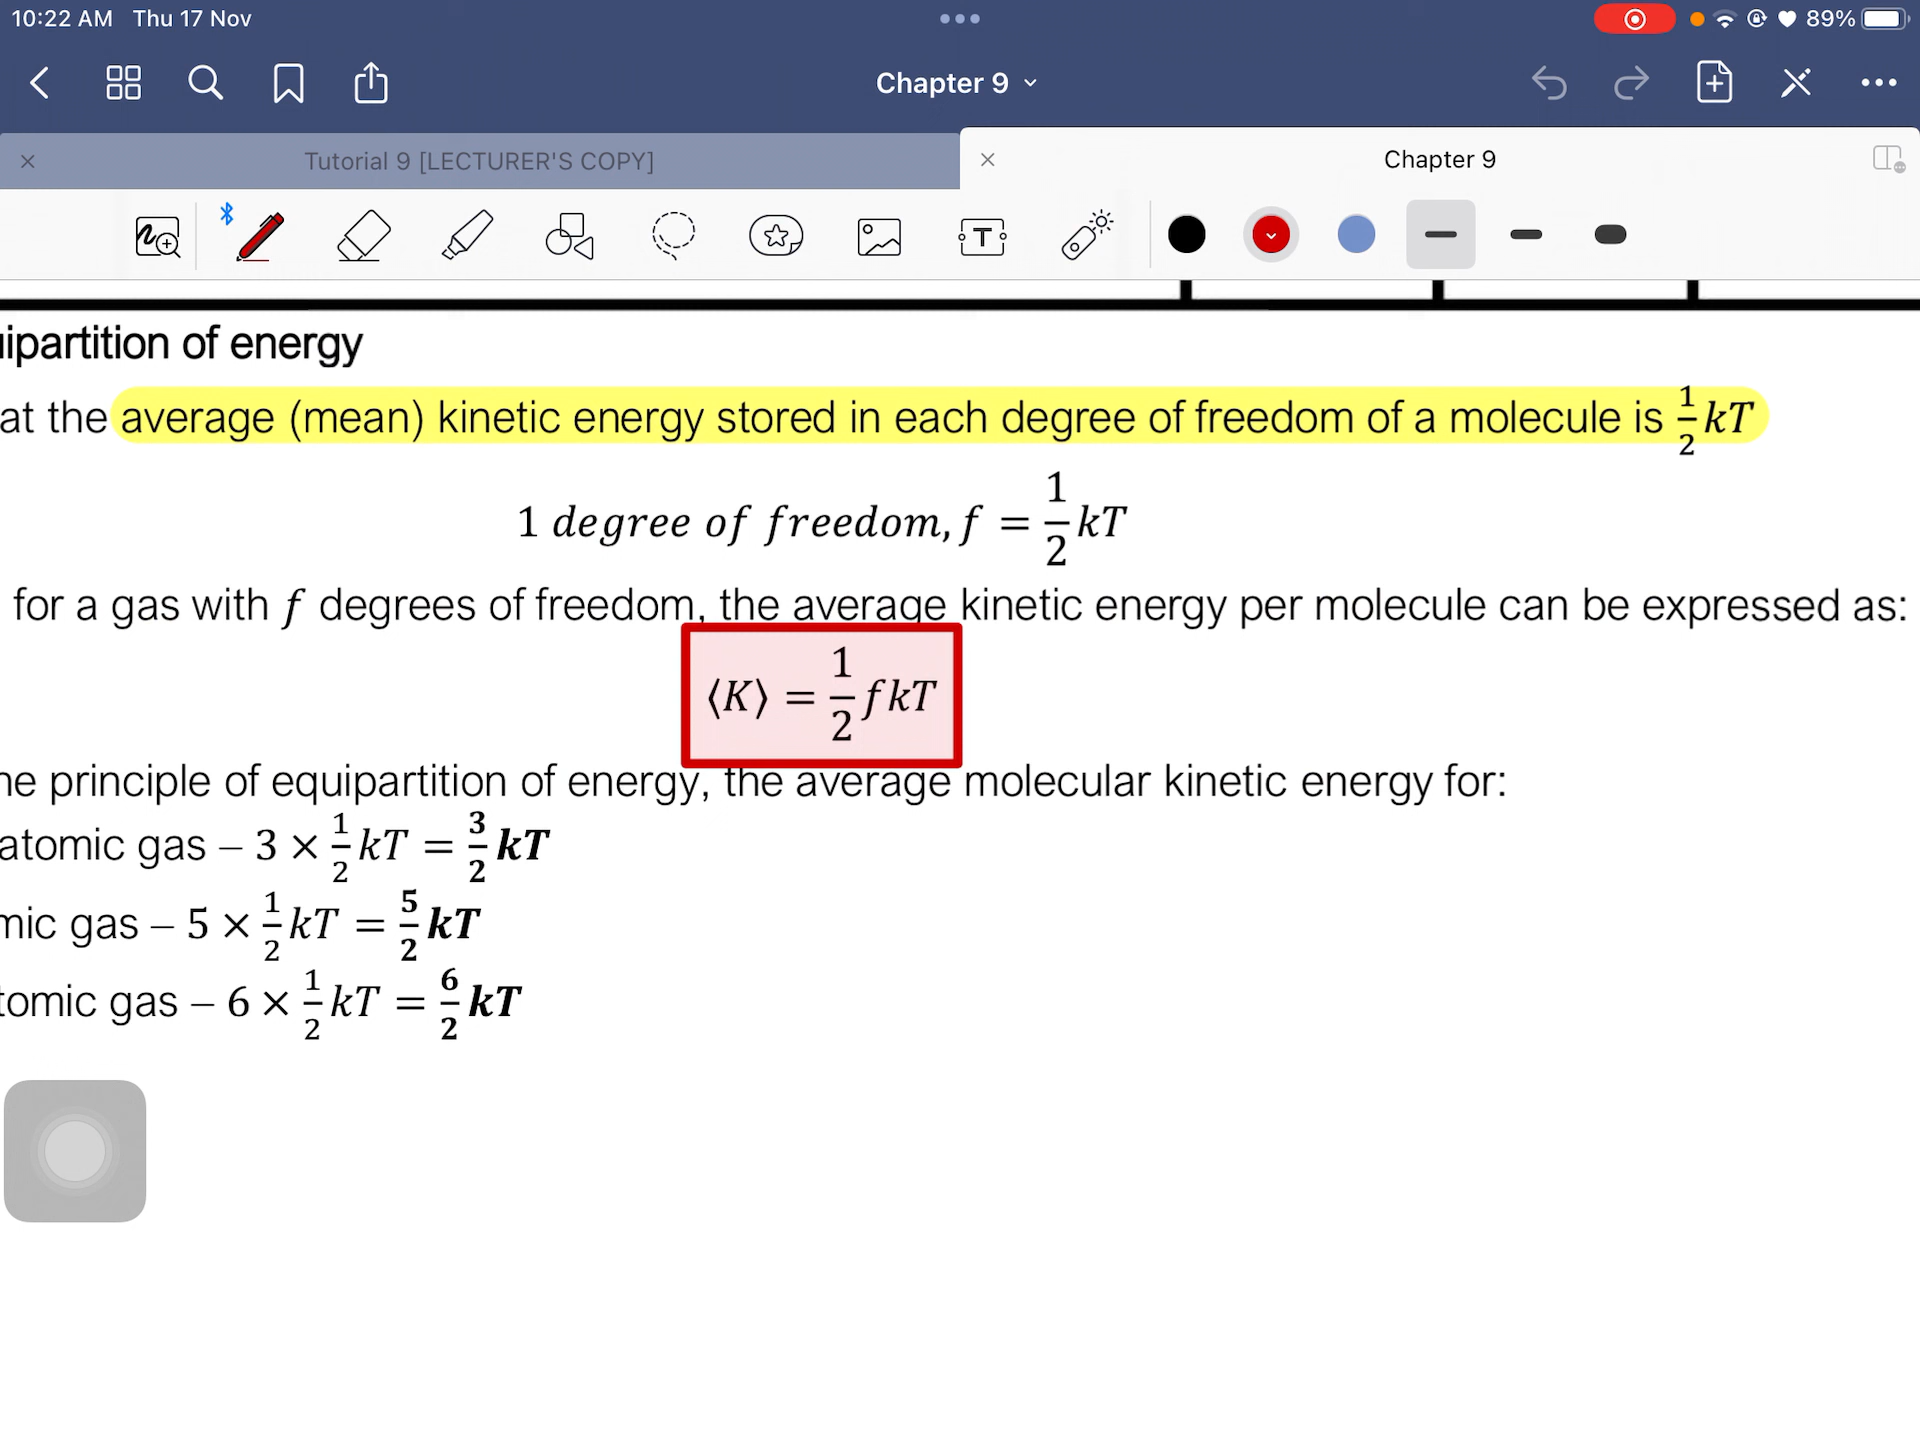 10:22 AM Thu 17 Nov
89%
Chapter 9
Tutorial 9 [LECTURER'S COPY]
Chapter 9
T
ipartition of energy
at the average (mean) kinetic energy stored in each degree of freedom of a molecule is 1/2 kT
1 degree of freedom, f = 1/2 kT
for a gas with f degrees of freedom, the average kinetic energy per molecule can be expressed as:
⟨K⟩ = 1/2 fkT
he principle of equipartition of energy, the average molecular kinetic energy for:
atomic gas – 3 × 1/2 kT = 3/2 kT
mic gas – 5 × 1/2 kT = 5/2 kT
tomic gas – 6 × 1/2 kT = 6/2 kT